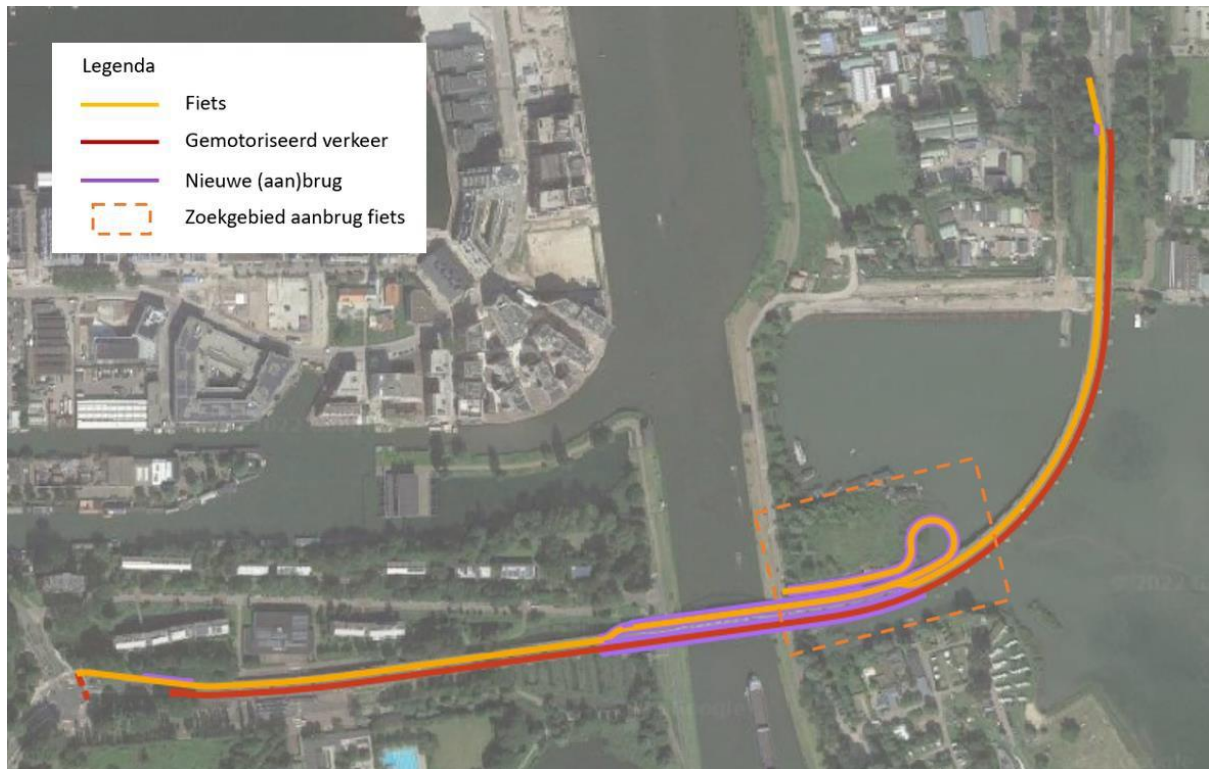 Legenda
Fiets
Gemotoriseerd verkeer
Nieuwe (aan)brug
Zoekgebied aanbrug fiets